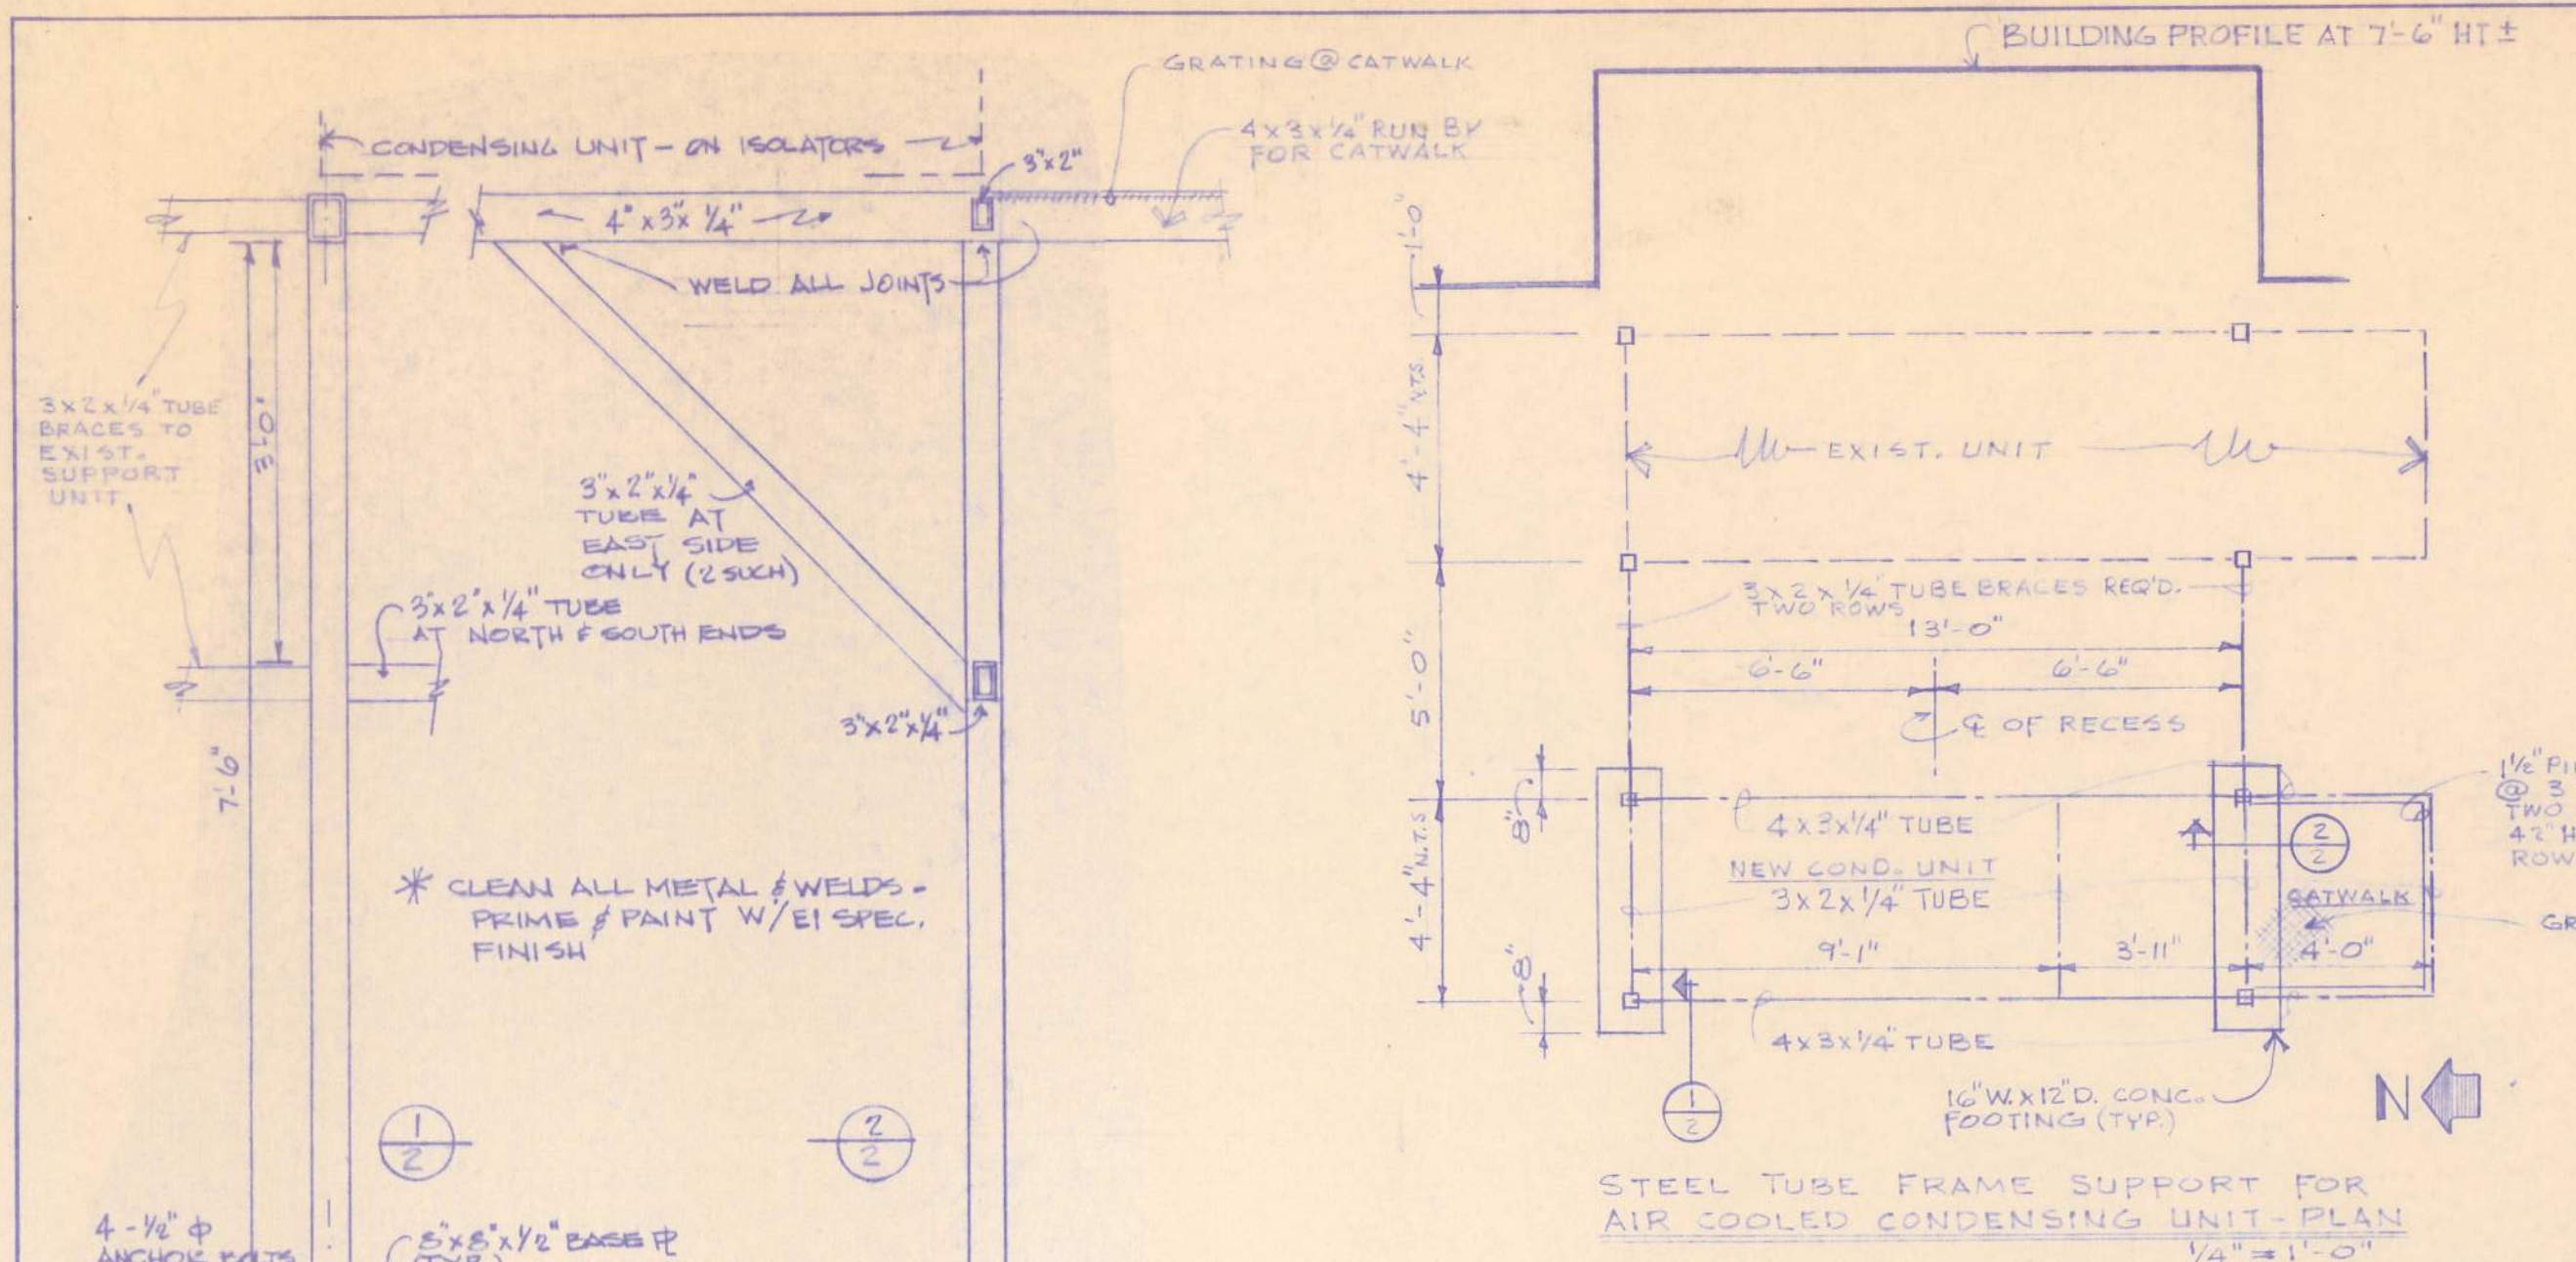 BUILDING PROFILE AT 7'-6" HT ±
GRATING @ CATWALK
4x3x1/4" RUN BY
FOR CATWALK
CONDENSING UNIT - ON ISOLATORS
3"x2"
4"x3"x1/4"
WELD ALL JOINTS
3x2x1/4" TUBE
BRACES TO
EXIST.
SUPPORT
UNIT.
3'-0"
7'-6"
3"x2"x1/4"
TUBE AT
EAST SIDE
ONLY (2 SUCH)
3"x2"x1/4" TUBE
AT NORTH & SOUTH ENDS
3"x2"x1/4"
* CLEAN ALL METAL & WELDS -
PRIME & PAINT W/EI SPEC.
FINISH
1
2
2
2
4 - 1/2" ϕ
ANCHOR BOLTS
8"x8"x1/2" BASE PL
(TYP.)
1'-0"
4'-4" N.T.S.
EXIST. UNIT
3x2x1/4" TUBE BRACES REQ'D.
TWO ROWS
13'-0"
6'-6" 6'-6"
5'-0"
℄ OF RECESS
8"
4x3x1/4" TUBE
NEW COND. UNIT
3x2x1/4" TUBE
4'-4" N.T.S
9'-1" 3'-11" 4'-0"
8"
2
2
CATWALK
1 1/2"
@ 3
TWO
42"
ROW
4x3x1/4" TUBE
1
2
16"W.x12"D. CONC.
FOOTING (TYP.)
N
STEEL TUBE FRAME SUPPORT FOR
AIR COOLED CONDENSING UNIT - PLAN
1/4" = 1'-0"